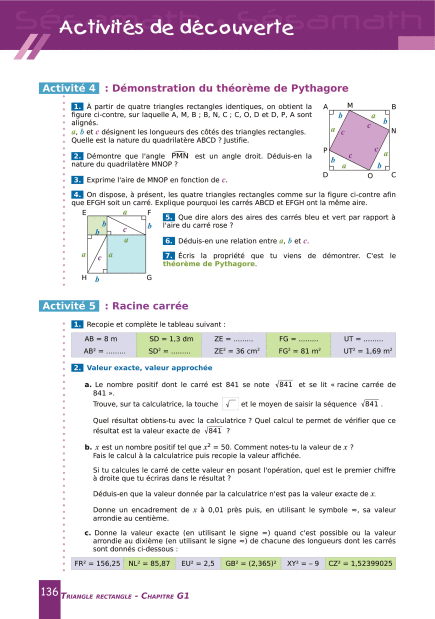 Sésamath Sésamath
Activités de découverte
Activité 4 : Démonstration du théorème de Pythagore
1. À partir de quatre triangles rectangles identiques, on obtient la
figure ci-contre, sur laquelle A, M, B ; B, N, C ; C, O, D et D, P, A sont
alignés.
a, b et c désignent les longueurs des côtés des triangles rectangles.
Quelle est la nature du quadrilatère ABCD ? Justifie.
A M B
b a
b
a c c N
P
b c c a
a b
D O C
2. Démontre que l'angle PMN est un angle droit. Déduis-en la
nature du quadrilatère MNOP ?
3. Exprime l'aire de MNOP en fonction de c.
4. On dispose, à présent, les quatre triangles rectangles comme sur la figure ci-contre afin
que EFGH soit un carré. Explique pourquoi les carrés ABCD et EFGH ont la même aire.
E a F
b c b
b
a
a c a
H b G
5. Que dire alors des aires des carrés bleu et vert par rapport à
l'aire du carré rose ?
6. Déduis-en une relation entre a, b et c.
7. Écris la propriété que tu viens de démontrer. C'est le
théorème de Pythagore.
Activité 5 : Racine carrée
1. Recopie et complète le tableau suivant :
AB = 8 m SD = 1,3 dm ZE = ......... FG = ......... UT = .........
AB² = ......... SD² = ......... ZE² = 36 cm² FG² = 81 m² UT² = 1,69 m²
2. Valeur exacte, valeur approchée
a. Le nombre positif dont le carré est 841 se note √841 et se lit « racine carrée de
841 ».
Trouve, sur ta calculatrice, la touche √ et le moyen de saisir la séquence √841 .
Quel résultat obtiens-tu avec la calculatrice ? Quel calcul te permet de vérifier que ce
résultat est la valeur exacte de √841 ?
b. x est un nombre positif tel que x² = 50. Comment notes-tu la valeur de x ?
Fais le calcul à la calculatrice puis recopie la valeur affichée.
Si tu calcules le carré de cette valeur en posant l'opération, quel est le premier chiffre
à droite que tu écriras dans le résultat ?
Déduis-en que la valeur donnée par la calculatrice n'est pas la valeur exacte de x.
Donne un encadrement de x à 0,01 près puis, en utilisant le symbole ≈, sa valeur
arrondie au centième.
c. Donne la valeur exacte (en utilisant le signe =) quand c'est possible ou la valeur
arrondie au dixième (en utilisant le signe ≈) de chacune des longueurs dont les carrés
sont donnés ci-dessous :
FR² = 156,25 NL² = 85,87 EU² = 2,5 GB² = (2,365)² XY² = – 9 CZ² = 1,52399025
136 TRIANGLE RECTANGLE - CHAPITRE G1